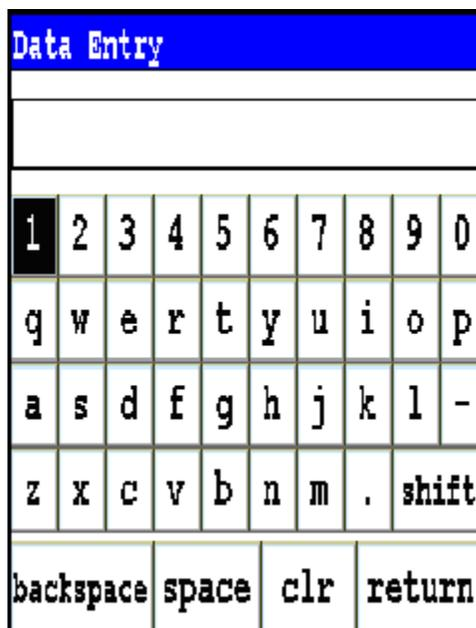 Data Entry
1 2 3 4 5 6 7 8 9 0
q w e r t y u i o p
a s d f g h j k l -
z x c v b n m . shift
backspace space clr return